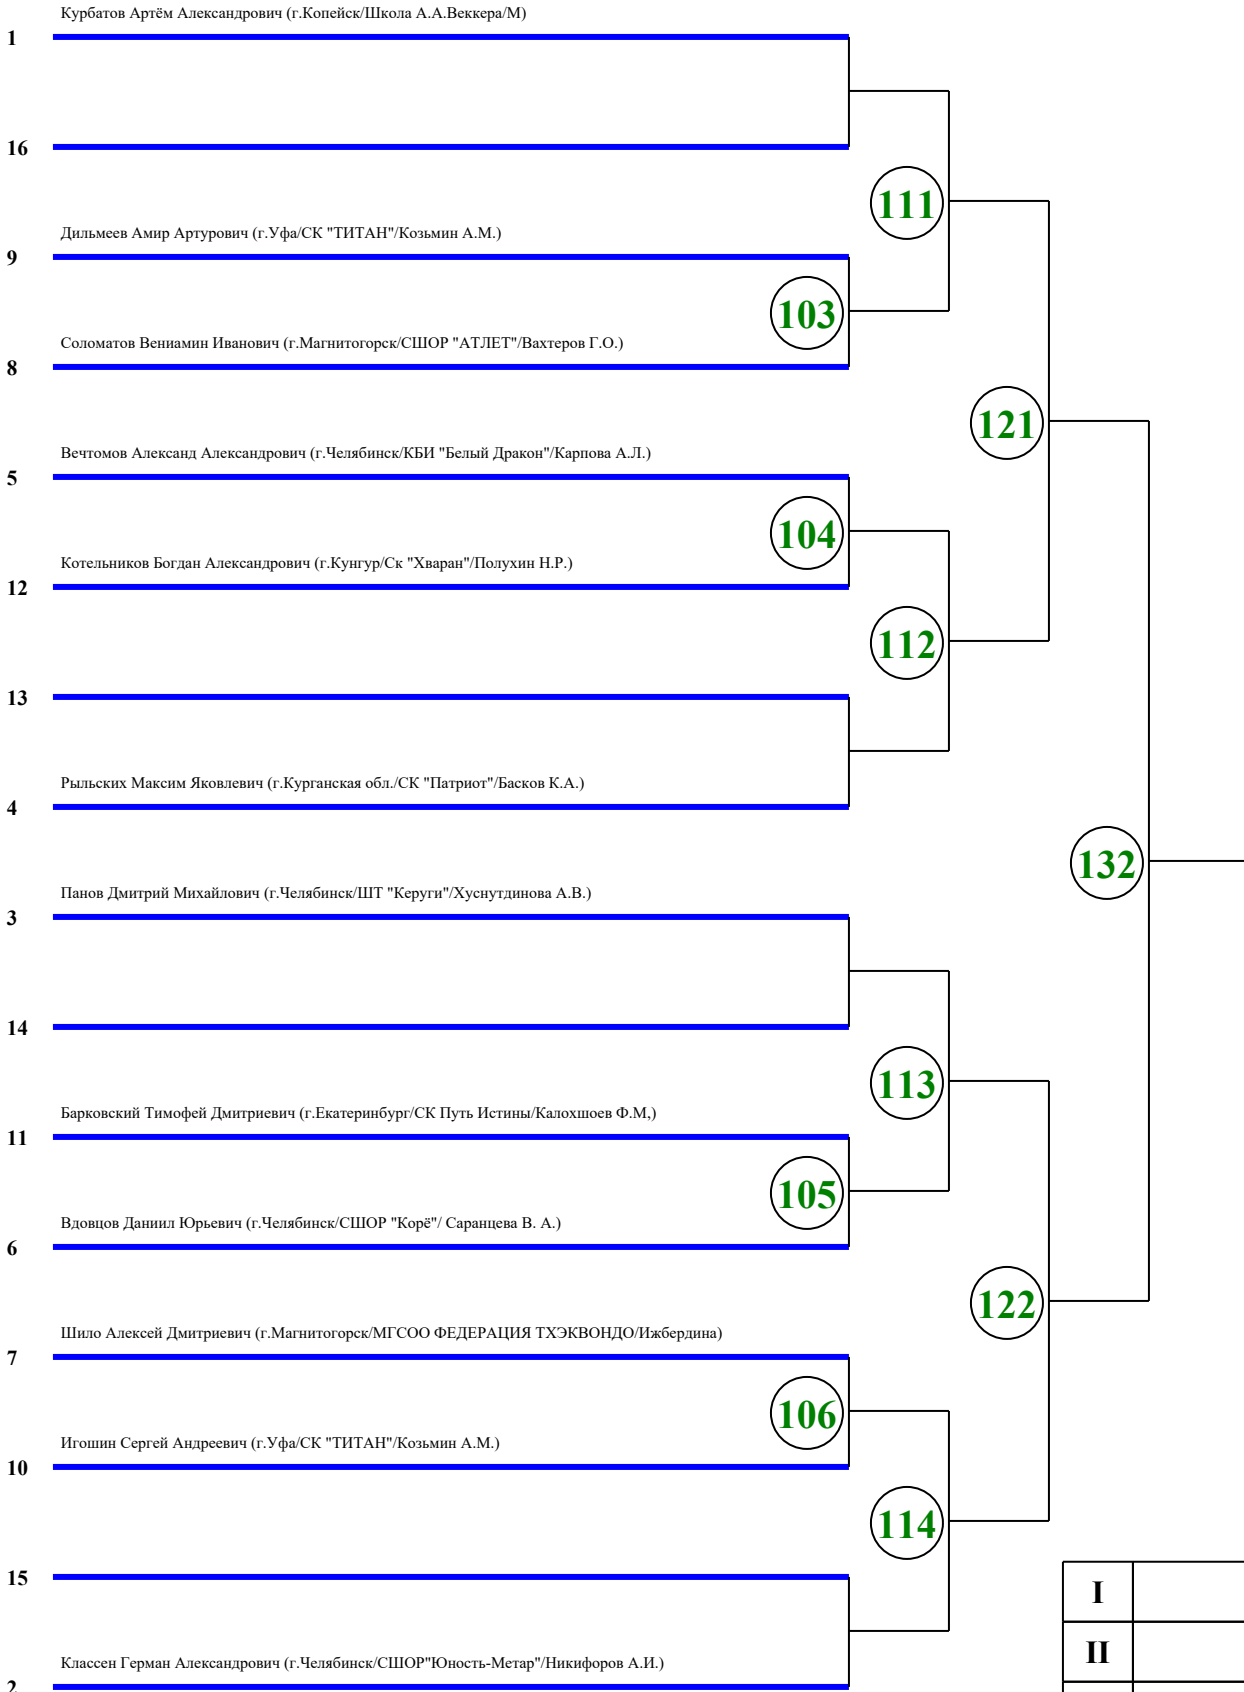 Курбатов Артём Александрович (г.Копейск/Школа А.А.Веккера/М)
1
16
111
Дильмеев Амир Артурович (г.Уфа/СК "ТИТАН"/Козьмин А.М.)
9
103
Соломатов Вениамин Иванович (г.Магнитогорск/СШОР "АТЛЕТ"/Вахтеров Г.О.)
8
121
Вечтомов Александ Александрович (г.Челябинск/КБИ "Белый Дракон"/Карпова А.Л.)
5
104
Котельников Богдан Александрович (г.Кунгур/Ск "Хваран"/Полухин Н.Р.)
12
112
13
Рыльских Максим Яковлевич (г.Курганская обл./СК "Патриот"/Басков К.А.)
4
132
Панов Дмитрий Михайлович (г.Челябинск/ШТ "Керуги"/Хуснутдинова А.В.)
3
14
113
Барковский Тимофей Дмитриевич (г.Екатеринбург/СК Путь Истины/Калохшоев Ф.М,)
11
105
Вдовцов Даниил Юрьевич (г.Челябинск/СШОР "Корё"/ Саранцева В. А.)
6
122
Шило Алексей Дмитриевич (г.Магнитогорск/МГСОО ФЕДЕРАЦИЯ ТХЭКВОНДО/Ижбердина)
7
106
Игошин Сергей Андреевич (г.Уфа/СК "ТИТАН"/Козьмин А.М.)
10
114
15
I
II
Классен Герман Александрович (г.Челябинск/СШОР"Юность-Метар"/Никифоров А.И.)
2